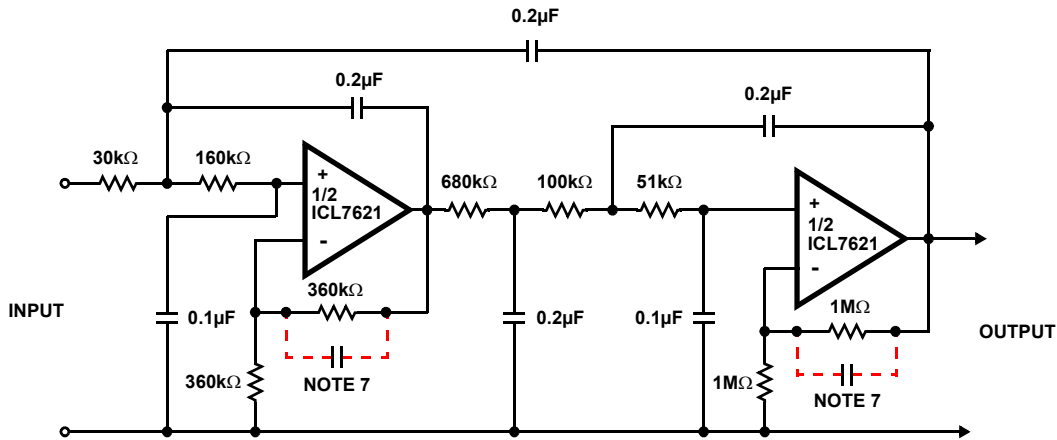 0.2µF
0.2µF
0.2µF
30kΩ
160kΩ
+
1/2
ICL7621
-
680kΩ
100kΩ
51kΩ
+
1/2
ICL7621
-
INPUT
0.1µF
360kΩ
NOTE 7
360kΩ
0.2µF
0.1µF
1MΩ
NOTE 7
1MΩ
OUTPUT